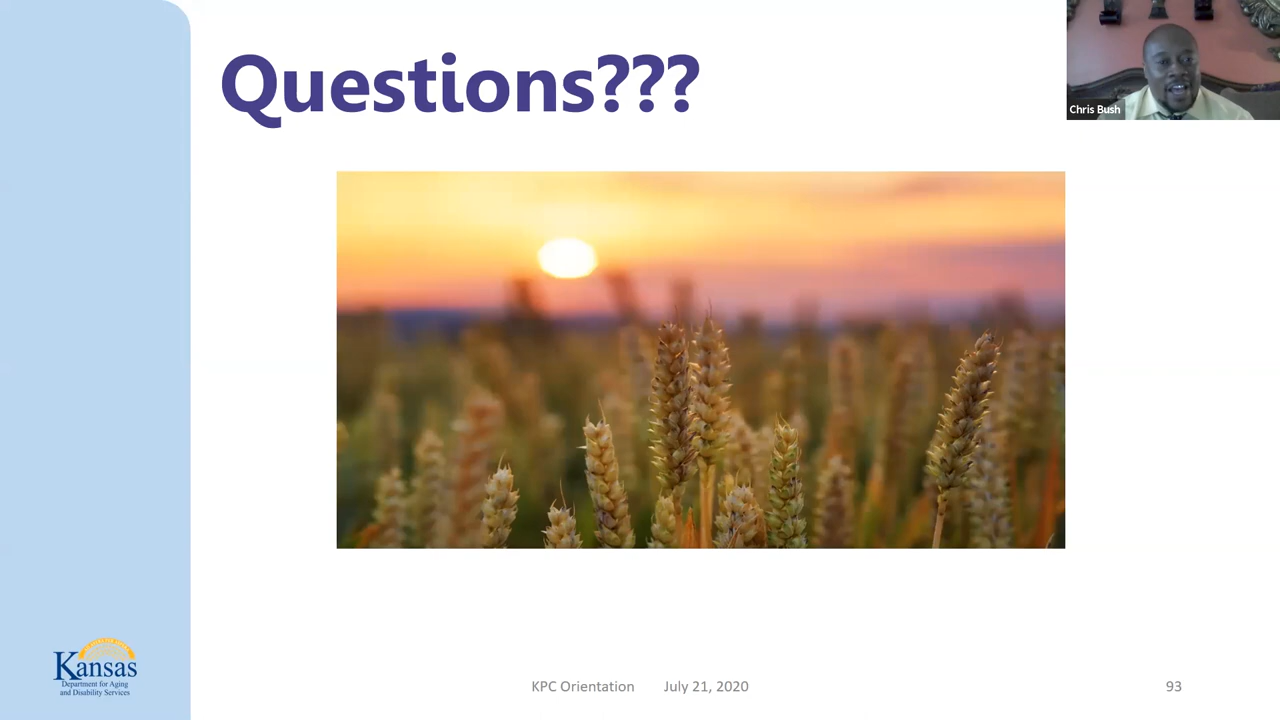 Questions???
Chris Bush
Kansas
Department for Aging
and Disability Services
KPC Orientation July 21, 2020
93